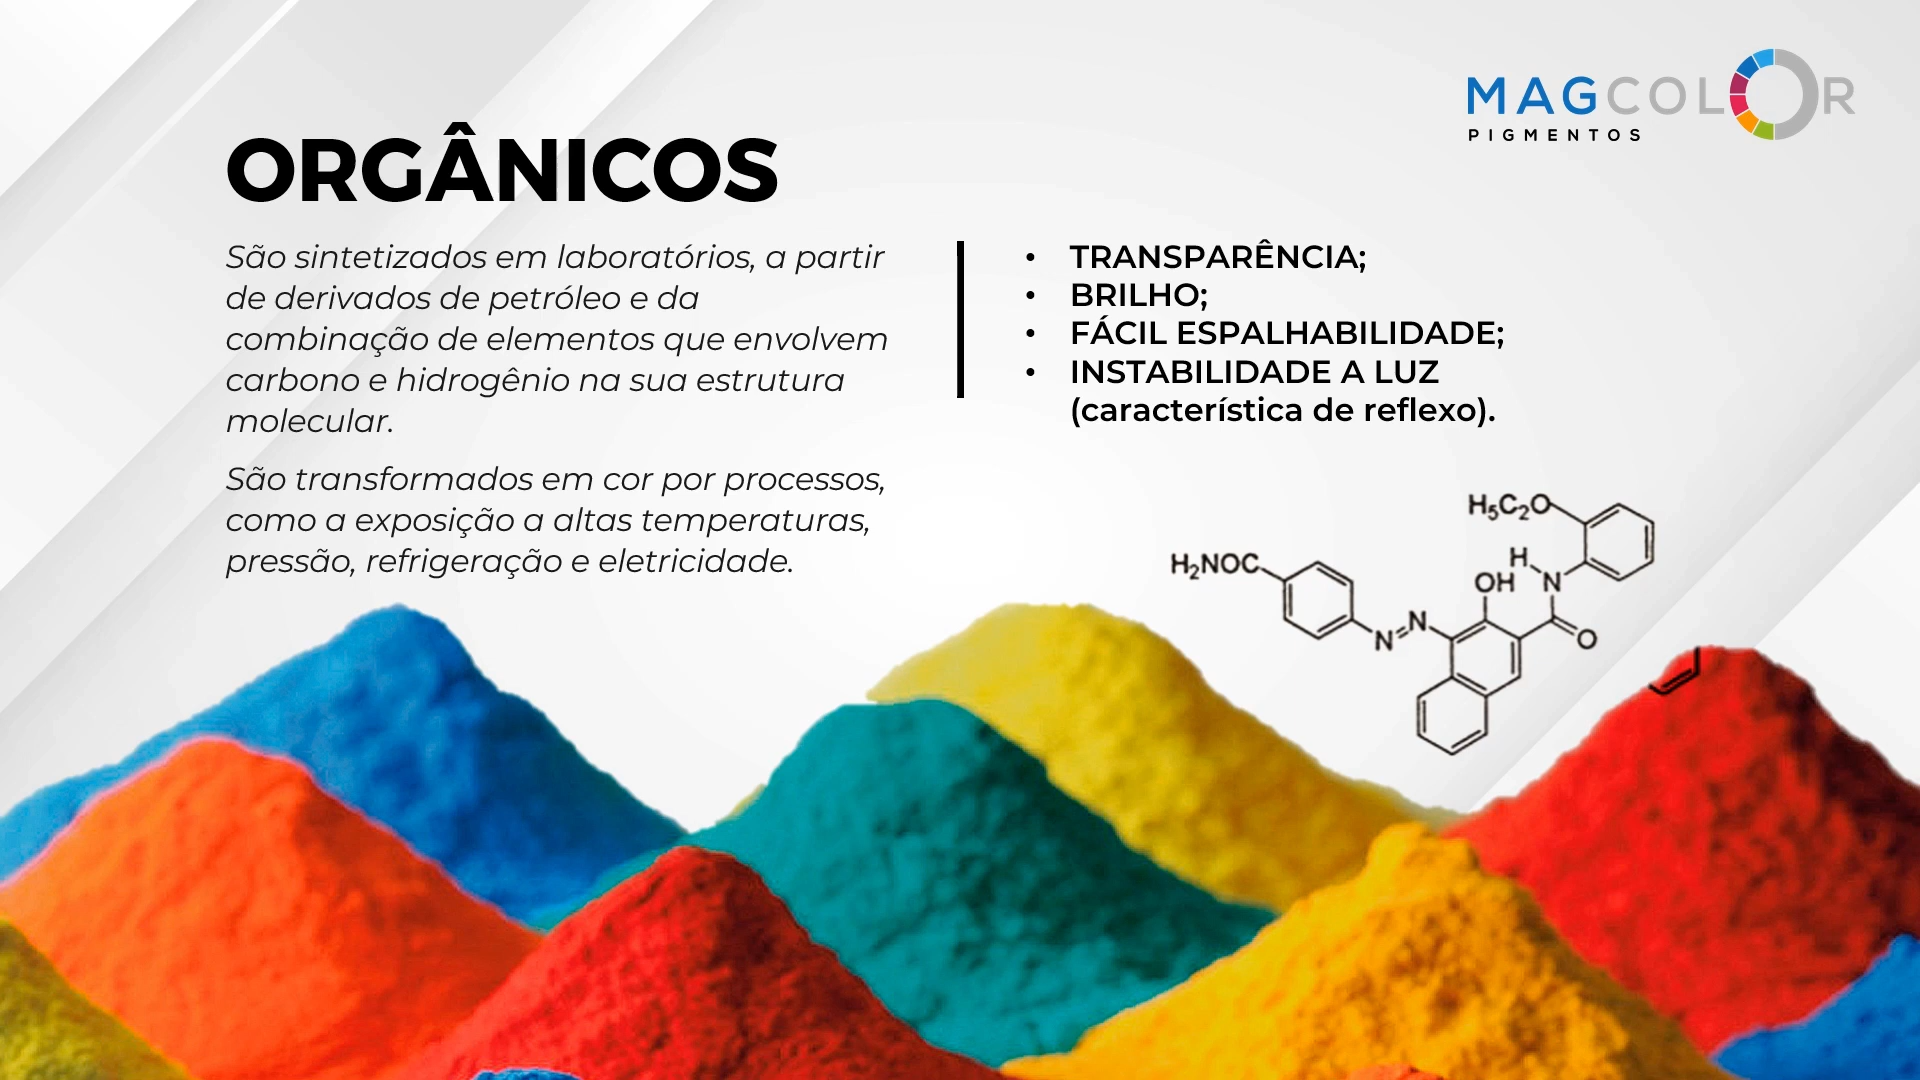 MAGCOLOR
PIGMENTOS
ORGÂNICOS
São sintetizados em laboratórios, a partir
de derivados de petróleo e da
combinação de elementos que envolvem
carbono e hidrogênio na sua estrutura
molecular.
São transformados em cor por processos,
como a exposição a altas temperaturas,
pressão, refrigeração e eletricidade.
• TRANSPARÊNCIA;
• BRILHO;
• FÁCIL ESPALHABILIDADE;
• INSTABILIDADE A LUZ
(característica de reflexo).
H₅C₂O
H
H₂NOC
OH
N
N
N
O